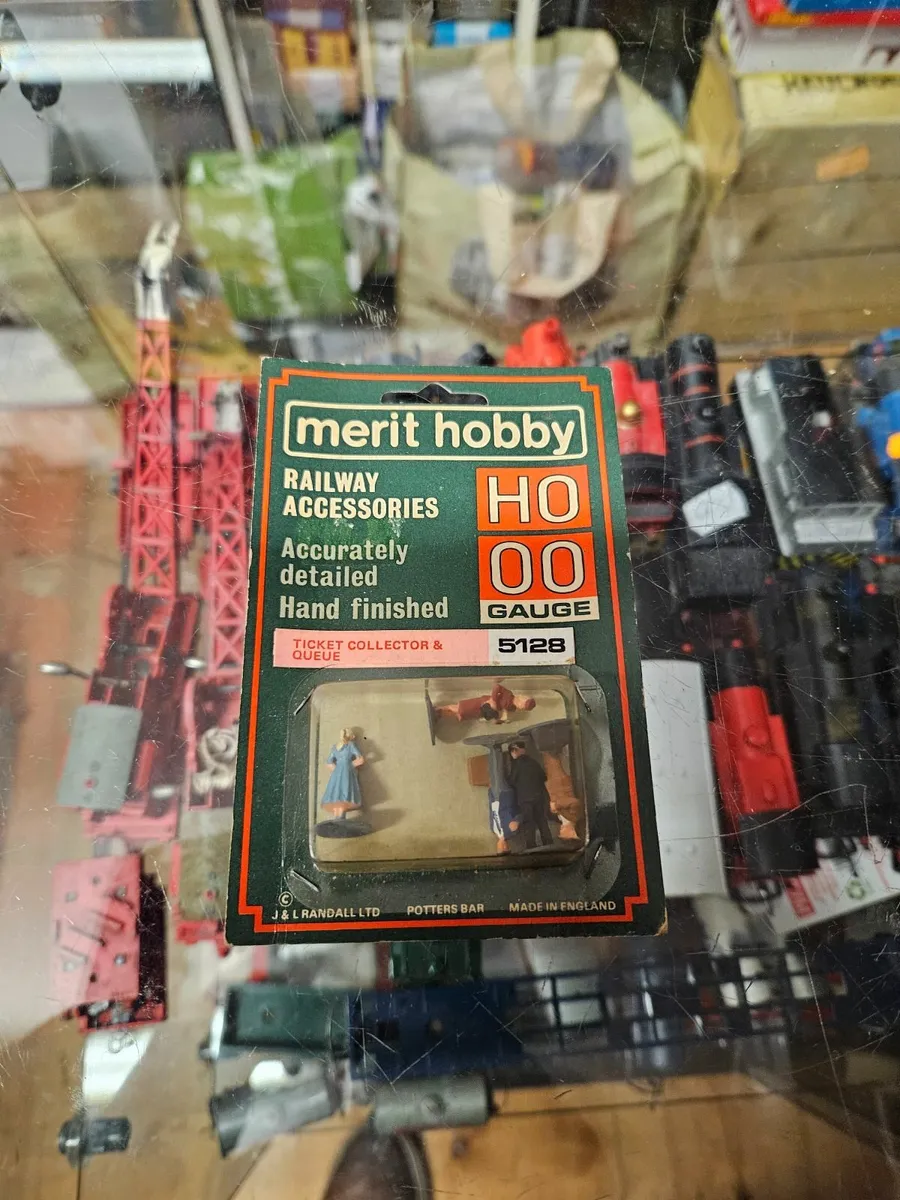 merit hobby
RAILWAY
ACCESSORIES
HO
Accurately
detailed
OO
Hand finished
GAUGE
TICKET COLLECTOR &
QUEUE
5128
©
J & L RANDALL LTD POTTERS BAR MADE IN ENGLAND